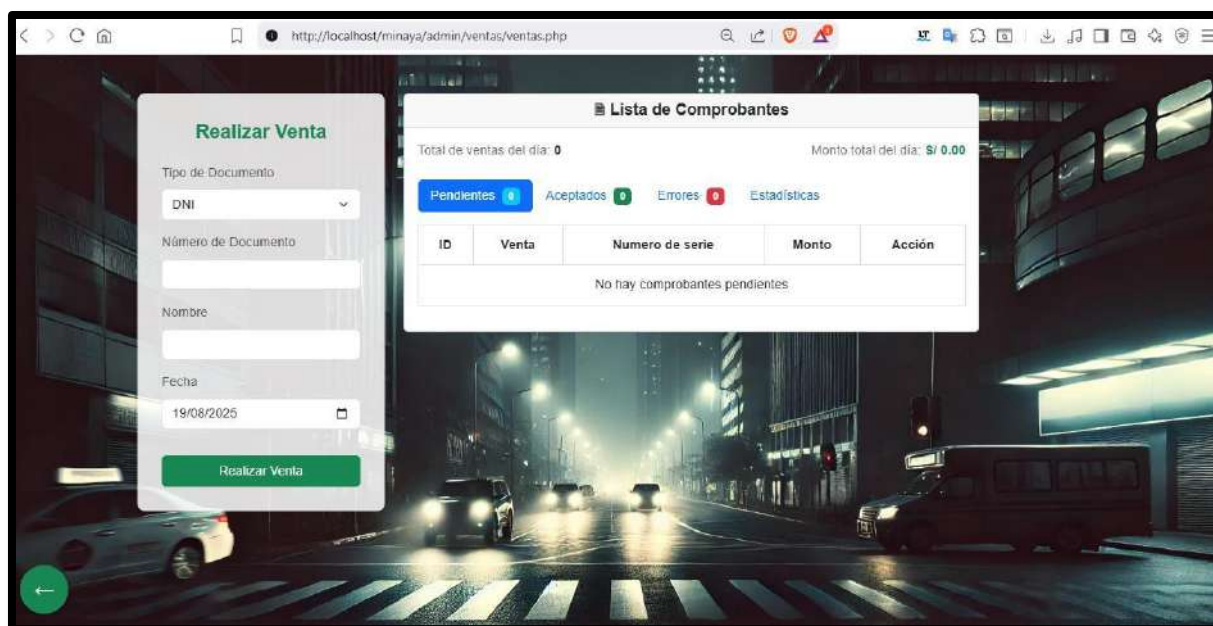 http://localhost/minaya/admin/ventas/ventas.php
Realizar Venta
Tipo de Documento
DNI
Número de Documento
Nombre
Fecha
19/08/2025
Realizar Venta
Lista de Comprobantes
Total de ventas del día: 0
Monto total del día: S/ 0.00
Pendientes 0
Aceptados 0
Errores 0
Estadísticas
ID Venta Numero de serie Monto Acción
No hay comprobantes pendientes